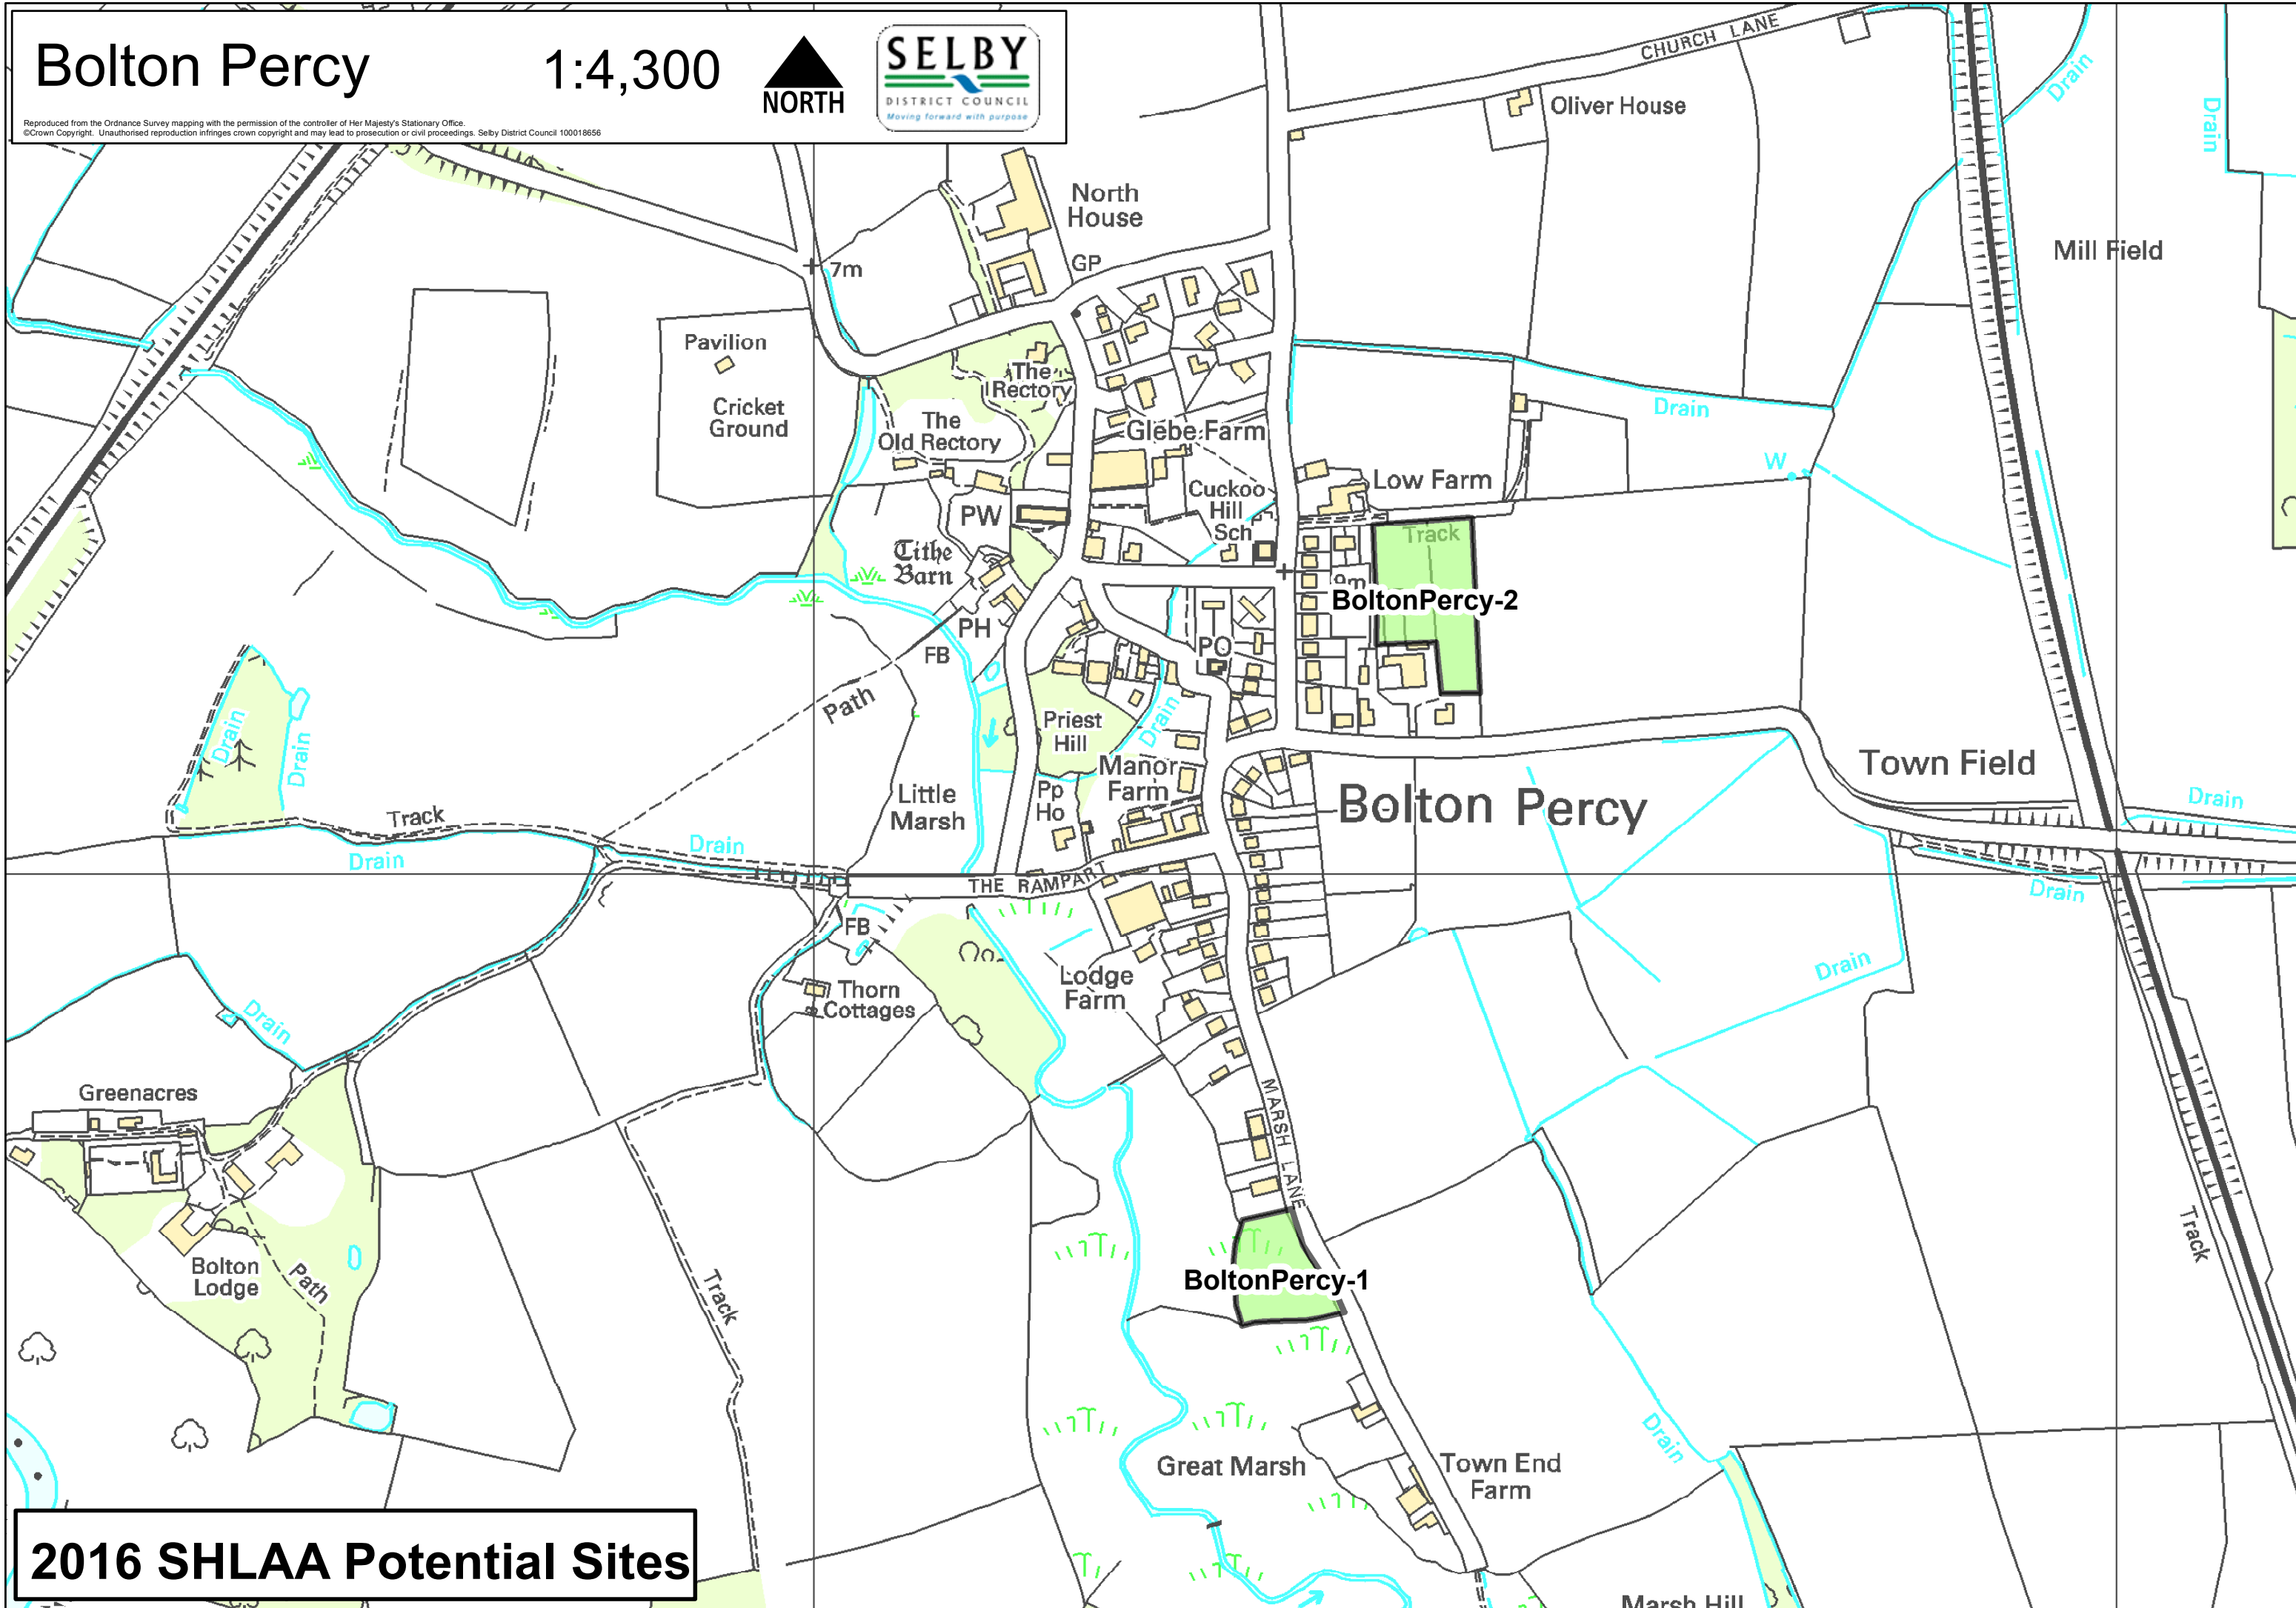 Bolton Percy
1:4,300
NORTH
SELBY
DISTRICT COUNCIL
Moving forward with purpose
Reproduced from the Ordnance Survey mapping with the permission of the controller of Her Majesty's Stationary Office.
©Crown Copyright. Unauthorised reproduction infringes crown copyright and may lead to prosecution or civil proceedings. Selby District Council 100018656
CHURCH LANE
Drain
Drain
Oliver House
North
House
Mill Field
GP
7m
Pavilion
The
Rectory
Cricket
Ground
The
Old Rectory
Glebe Farm
Drain
W
Low Farm
Cuckoo
Hill
Sch
PW
Track
Tithe
Barn
9m
BoltonPercy-2
PH
FB
PO
Path
Drain
Drain
Priest
Hill
Drain
Manor
Farm
Town Field
Little
Marsh
Pp
Ho
Bolton Percy
Drain
Track
Drain
Drain
THE RAMPART
Drain
FB
Drain
Lodge
Farm
Thorn
Cottages
Drain
Greenacres
MARSH LANE
Track
Bolton
Lodge
Path
Track
BoltonPercy-1
Drain
Great Marsh
Town End
Farm
2016 SHLAA Potential Sites
Marsh Hill